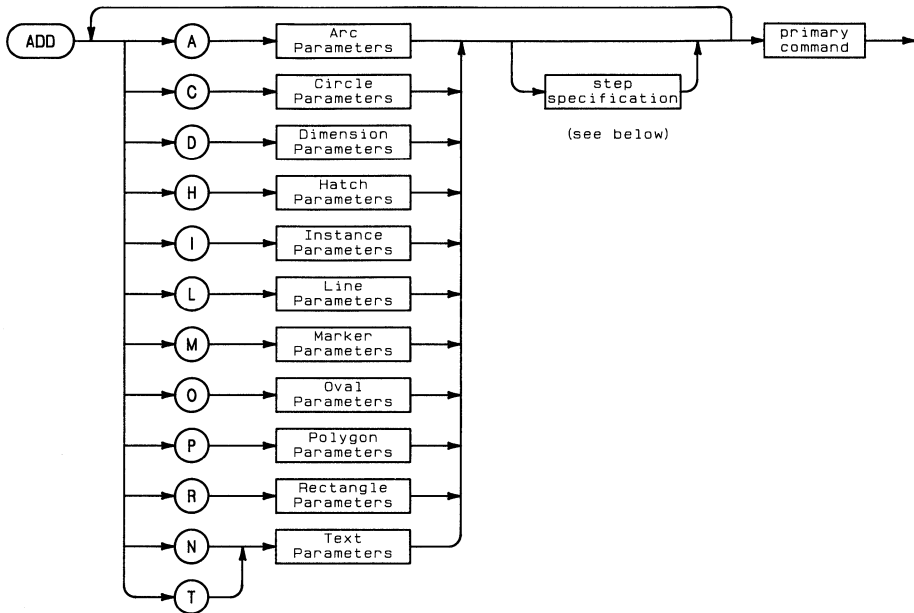 ADD
A
Arc
Parameters
primary
command
C
Circle
Parameters
step
specification
(see below)
D
Dimension
Parameters
H
Hatch
Parameters
I
Instance
Parameters
L
Line
Parameters
M
Marker
Parameters
O
Oval
Parameters
P
Polygon
Parameters
R
Rectangle
Parameters
N
Text
Parameters
T